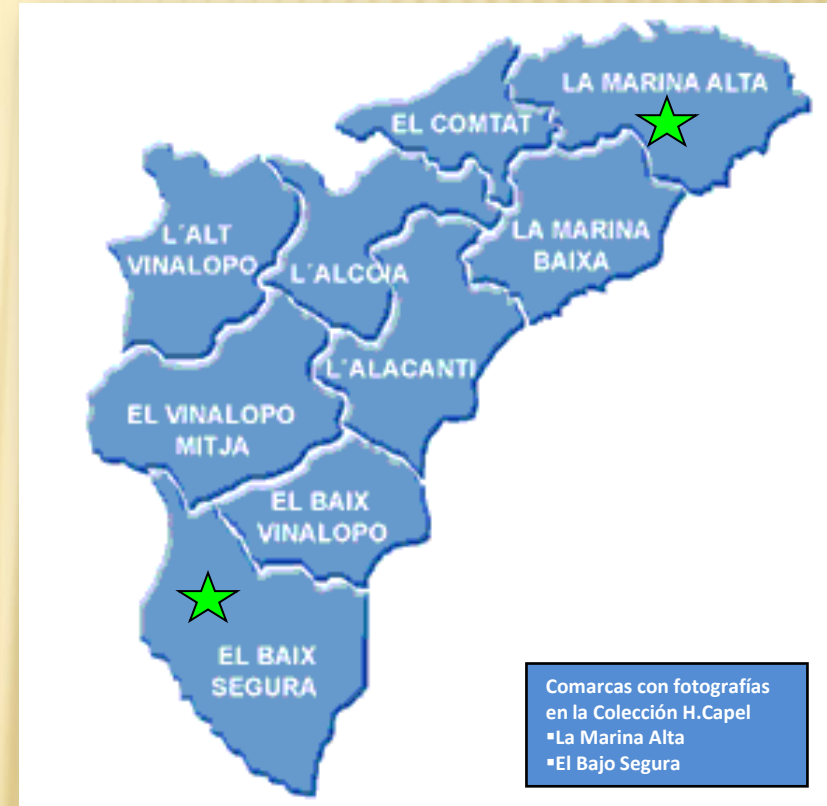 LA MARINA ALTA
EL COMTAT
L´ALT
VINALOPO
L´ALCOIA
LA MARINA
BAIXA
L´ALACANTI
EL VINALOPO
MITJA
EL BAIX
VINALOPO
EL BAIX
SEGURA
Comarcas con fotografías
en la Colección H.Capel
▪La Marina Alta
▪El Bajo Segura